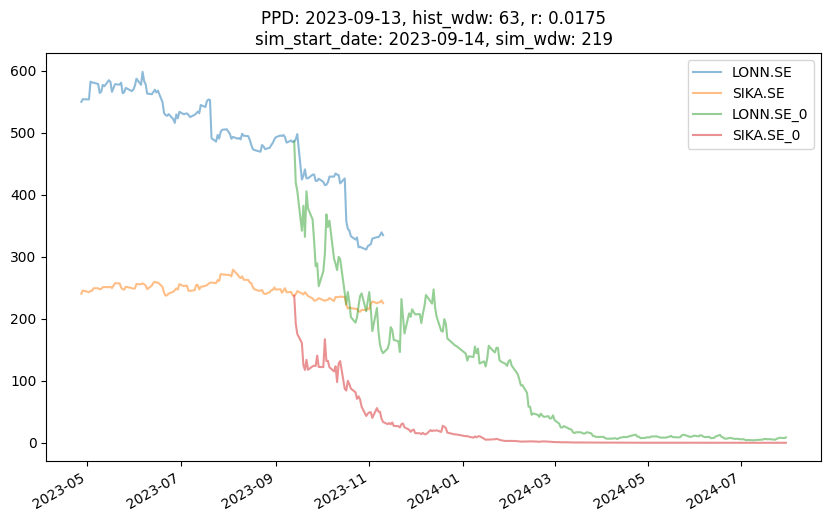 PPD: 2023-09-13, hist_wdw: 63, r: 0.0175
sim_start_date: 2023-09-14, sim_wdw: 219
LONN.SE
SIKA.SE
LONN.SE_0
SIKA.SE_0
600
500
400
300
200
100
0
2023-05
2023-07
2023-09
2023-11
2024-01
2024-03
2024-05
2024-07